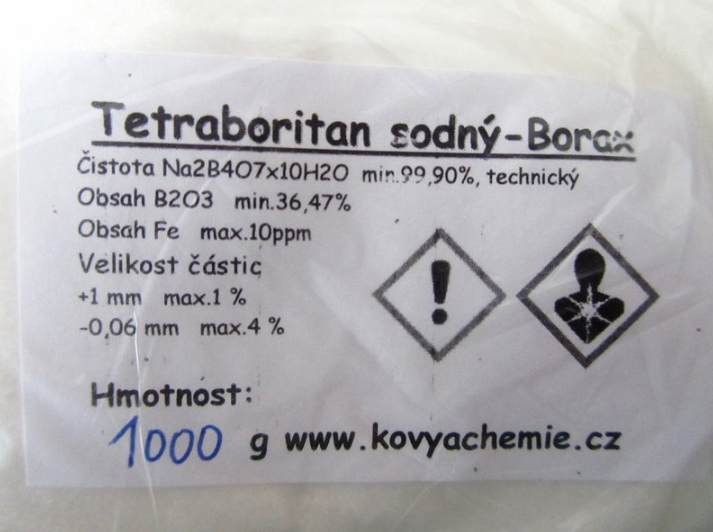 Tetraboritan sodný-Borax
Čistota Na2B4O7x10H2O min.99,90%, technický
Obsah B2O3 min.36,47%
Obsah Fe max.10ppm
Velikost částic
+1 mm max.1 %
-0,06 mm max.4 %
Hmotnost:
1000 g www.kovyachemie.cz